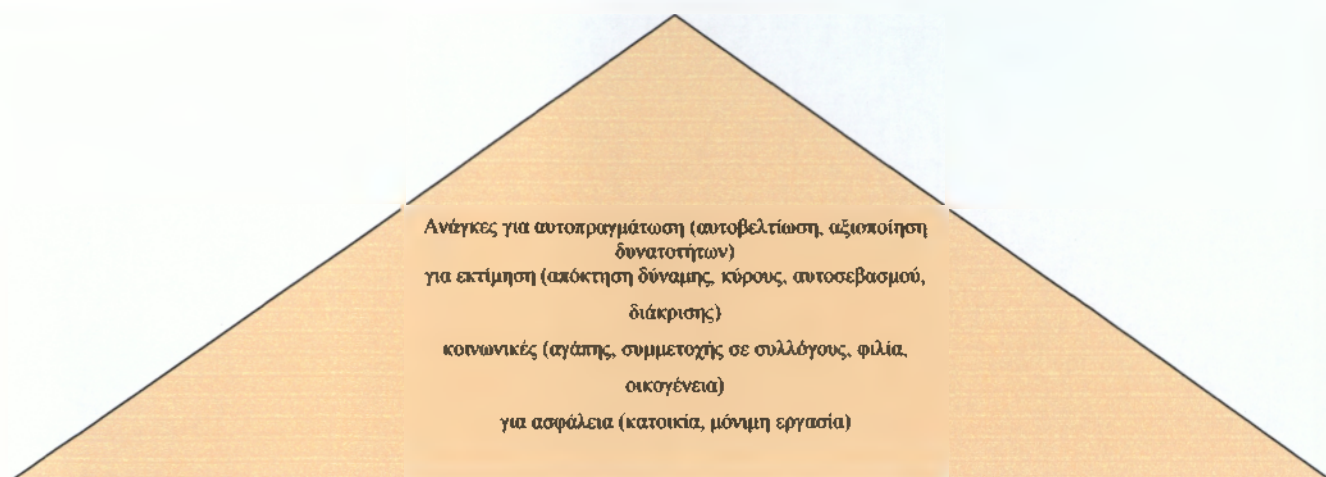 Ανάγκες για αυτοπραγμάτωση (αυτοβελτίωση, αξιοποίηση
δυνατοτήτων)
για εκτίμηση (απόκτηση δύναμης, κύρους, αυτοσεβασμού,
διάκρισης)
κοινωνικές (αγάπης, συμμετοχής σε συλλόγους, φιλία,
οικογένεια)
για ασφάλεια (κατοικία, μόνιμη εργασία)